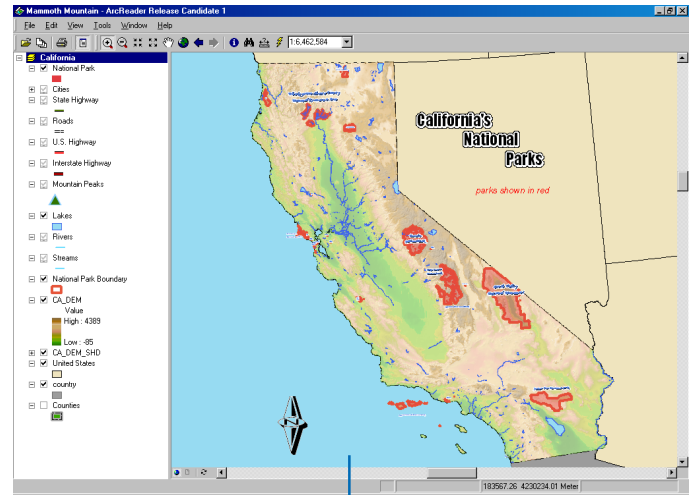 Mammoth Mountain - ArcReader Release Candidate 1
File Edit View Tools Window Help
1:6,462,584
California
National Park
Cities
State Highway
Roads
U.S. Highway
Interstate Highway
Mountain Peaks
Lakes
Rivers
Streams
National Park Boundary
CA_DEM
Value
High : 4389
Low : -85
CA_DEM_SHD
United States
country
Counties
California's
National
Parks
parks shown in red
183567.26 4230234.01 Meter